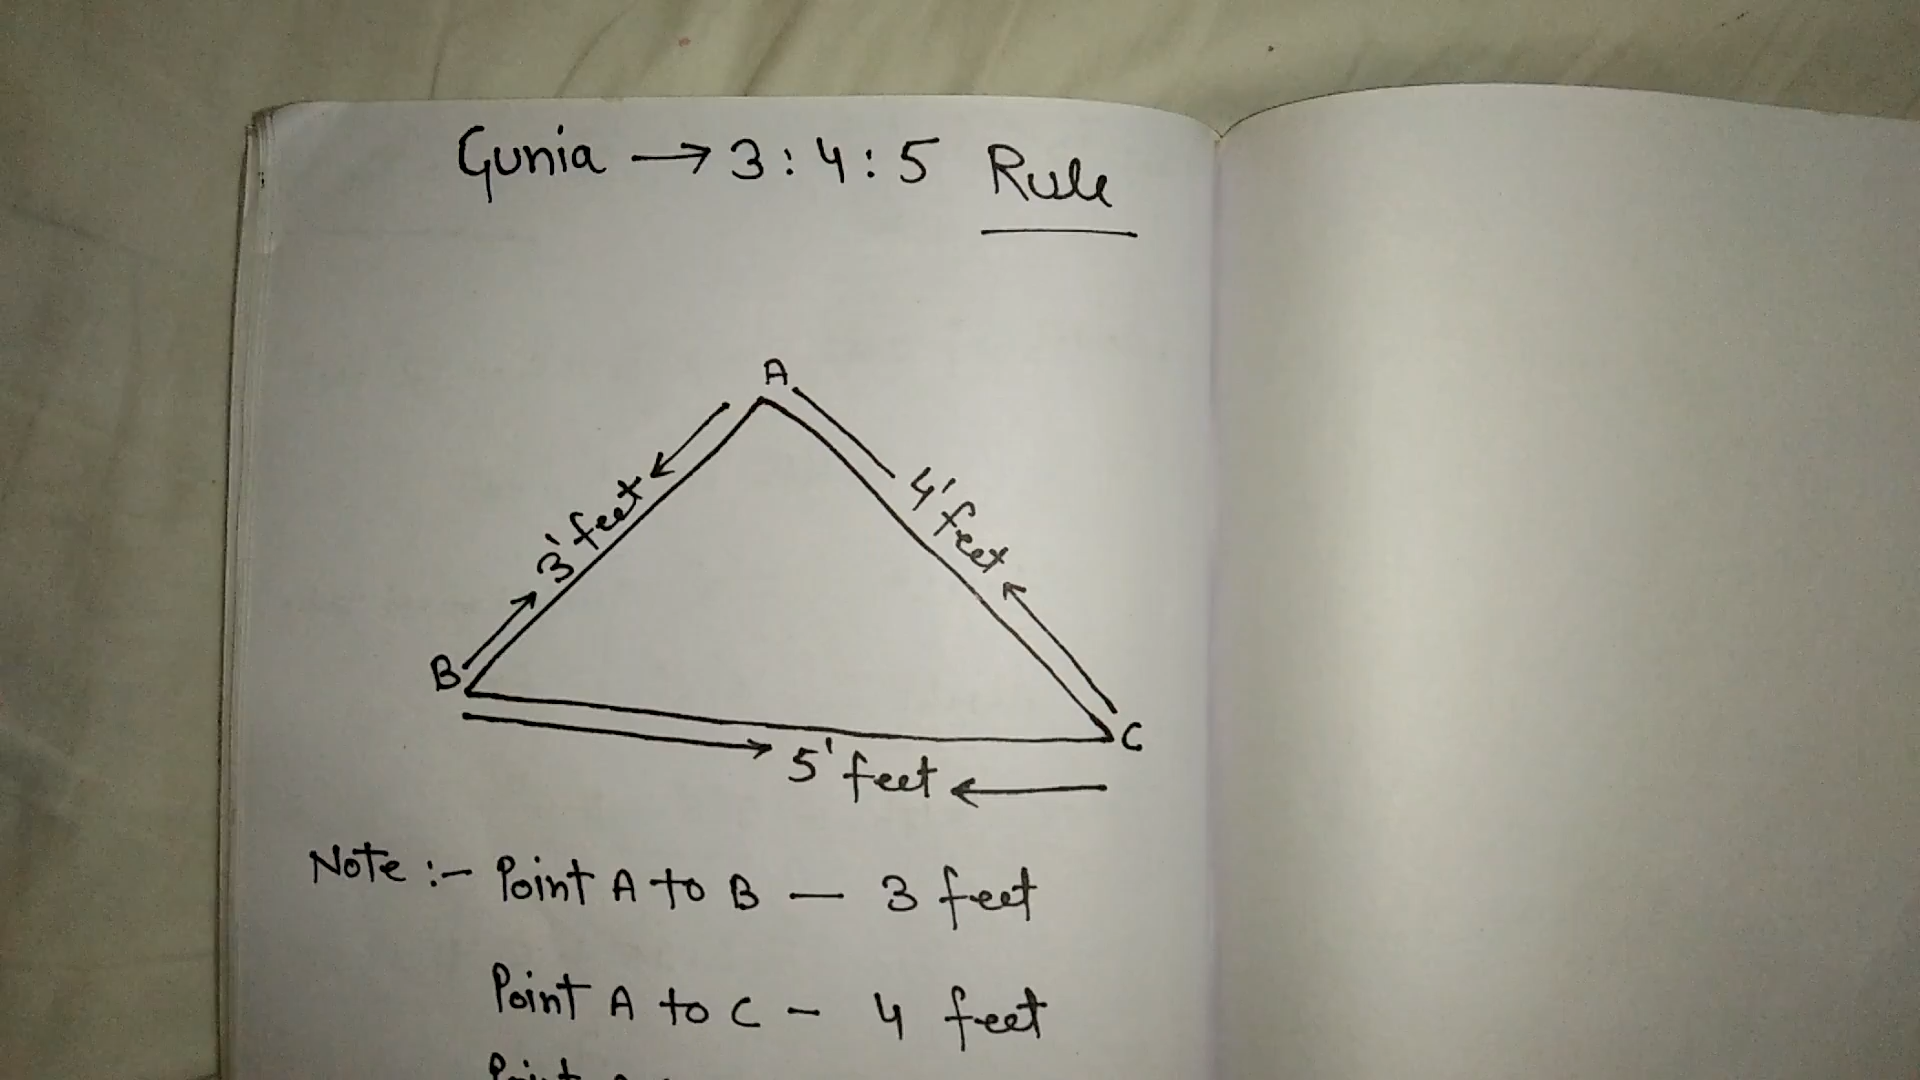 Gunia → 3 : 4 : 5 Rule
A
3' feet
4' feet
B
C
5' feet
Note :- Point A to B — 3 feet
Point A to C - 4 feet
Point